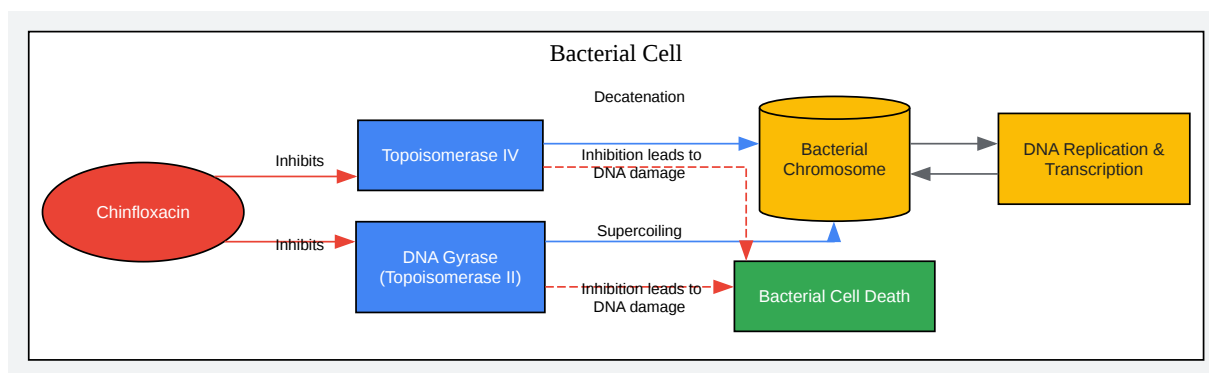 Bacterial Cell
Decatenation
Topoisomerase IV
Inhibits
Inhibition leads to
DNA damage
Bacterial
Chromosome
DNA Replication &
Transcription
Chinfloxacin
Inhibits
DNA Gyrase
(Topoisomerase II)
Supercoiling
Inhibition leads to
DNA damage
Bacterial Cell Death